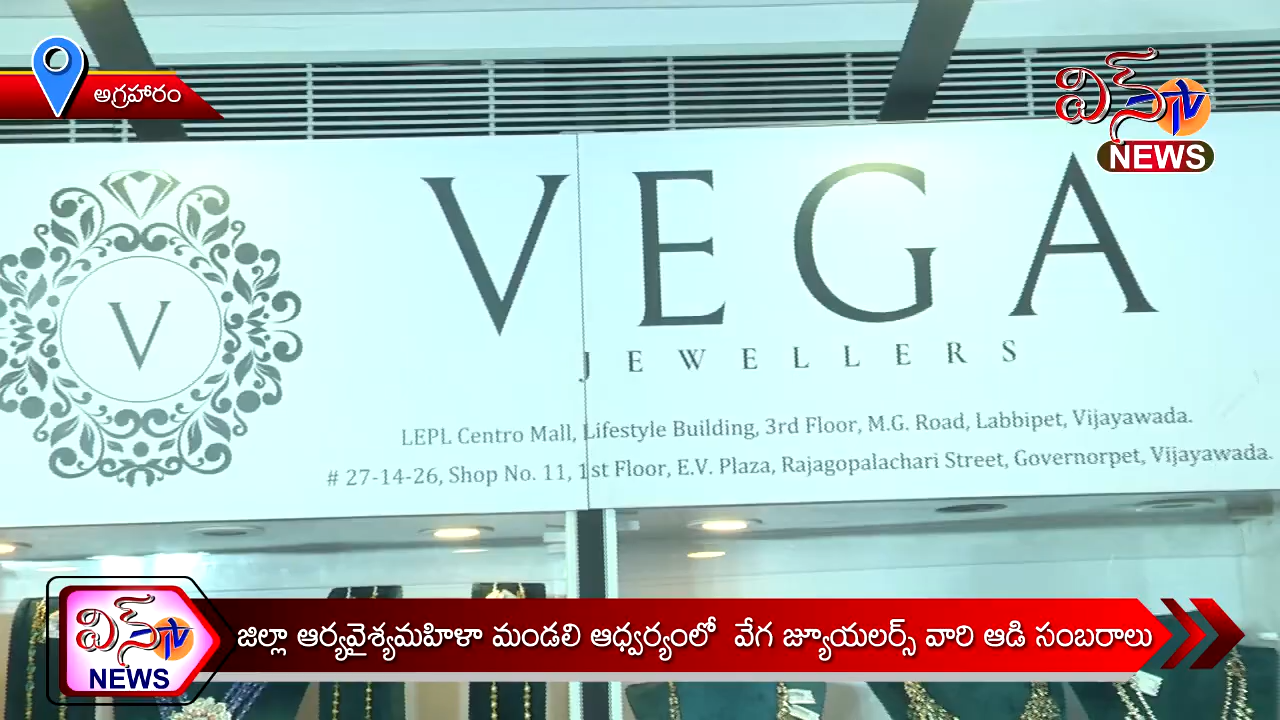 అగ్రహారం
విన్ TV
NEWS
V
VEGA
JEWELLERS
LEPL Centro Mall, Lifestyle Building, 3rd Floor, M.G. Road, Labbipet, Vijayawada.
# 27-14-26, Shop No. 11, 1st Floor, E.V. Plaza, Rajagopalachari Street, Governorpet, Vijayawada.
విన్ TV
NEWS
జిల్లా ఆర్యవైశ్యమహిళా మండలి ఆధ్వర్యంలో వేగ జ్యూయలర్స్ వారి ఆడి సంబరాలు